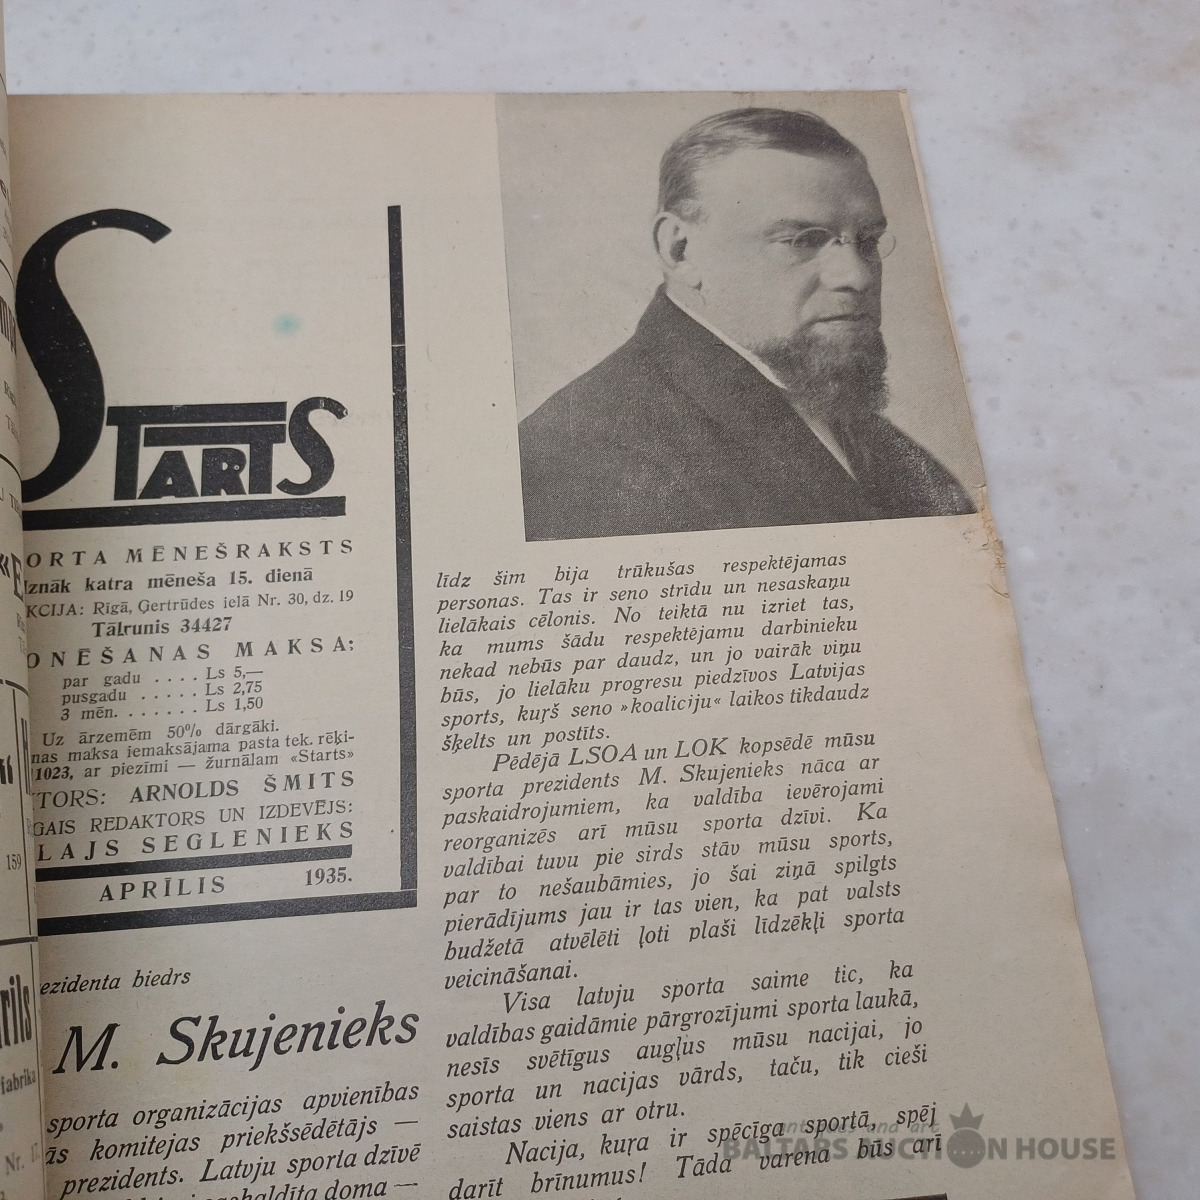 STARTS
ORTA MĒNEŠRAKSTS
Iznāk katra mēneša 15. dienā
KCIJA: Rīgā, Ģertrūdes ielā Nr. 30, dz. 19
Tālrunis 34427
ONĒŠANAS MAKSA:
par gadu .... Ls 5,—
pusgadu ..... Ls 2,75
3 mēn. ...... Ls 1,50
Uz ārzemēm 50% dārgāki.
nas maksa iemaksājama pasta tek. rēķi-
1023, ar piezīmi — žurnālam «Starts»
TORS: ARNOLDS ŠMITS
GAIS REDAKTORS UN IZDEVĒJS:
LAJS SEGLENIEKS
APRĪLIS 1935.
ezidenta biedrs
M. Skujenieks
sporta organizācijas apvienības
ās komitejas priekšsēdētājs —
prezidents. Latvju sporta dzīvē
līdz šim bija trūkušas respektējamas
personas. Tas ir seno strīdu un nesaskaņu
lielākais cēlonis. No teiktā nu izriet tas,
ka mums šādu respektējamu darbinieku
nekad nebūs par daudz, un jo vairāk viņu
būs, jo lielāku progresu piedzīvos Latvijas
sports, kuŗš seno »koaliciju« laikos tikdaudz
šķelts un postīts.
Pēdējā LSOA un LOK kopsēdē mūsu
sporta prezidents M. Skujenieks nāca ar
paskaidrojumiem, ka valdība ievērojami
reorganizēs arī mūsu sporta dzīvi. Ka
valdībai tuvu pie sirds stāv mūsu sports,
par to nešaubāmies, jo šai ziņā spilgts
pierādījums jau ir tas vien, ka pat valsts
budžetā atvēlēti ļoti plaši līdzekļi sporta
veicināšanai.
Visa latvju sporta saime tic, ka
valdības gaidāmie pārgrozījumi sporta laukā,
nesīs svētīgus augļus mūsu nacijai, jo
sporta un nacijas vārds, taču, tik cieši
saistas viens ar otru.
Nacija, kuŗa ir spēcīga sportā, spēj
darīt brīnumus! Tāda varena būs arī
159
rils
fabrika
Nr. 17
BALTARS AUCTION HOUSE